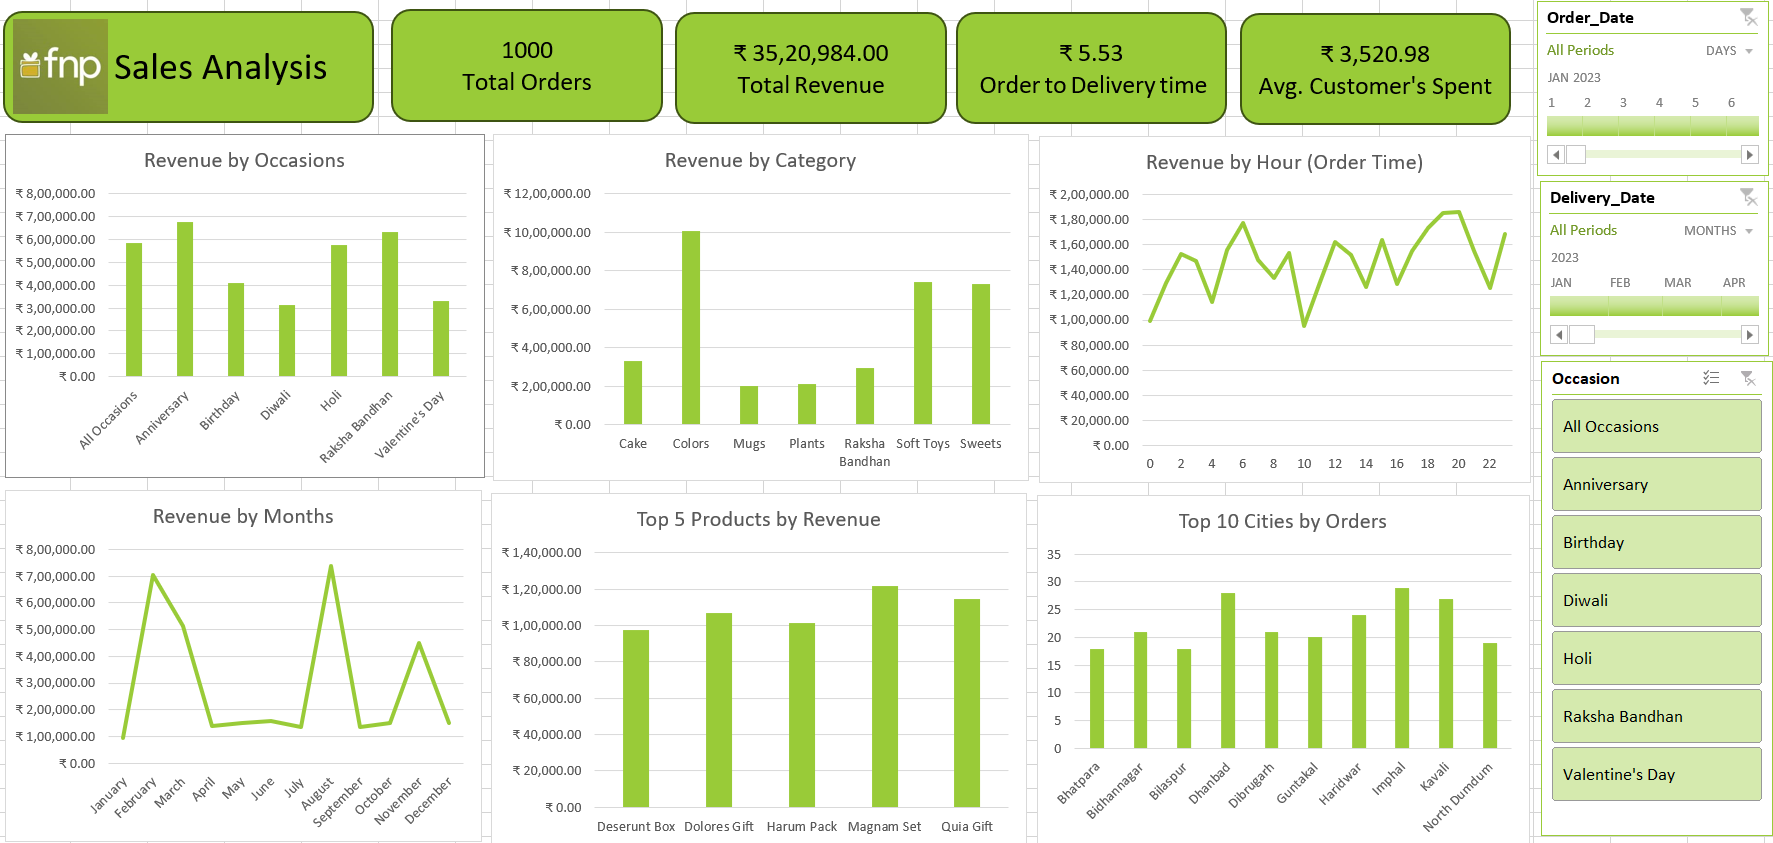 fnp Sales Analysis
1000
Total Orders
₹ 35,20,984.00
Total Revenue
₹ 5.53
Order to Delivery time
₹ 3,520.98
Avg. Customer's Spent
Order_Date
All Periods DAYS
JAN 2023
1 2 3 4 5 6
Delivery_Date
All Periods MONTHS
2023
JAN FEB MAR APR
Occasion
All Occasions
Anniversary
Birthday
Diwali
Holi
Raksha Bandhan
Valentine's Day
Revenue by Occasions
₹ 8,00,000.00
₹ 7,00,000.00
₹ 6,00,000.00
₹ 5,00,000.00
₹ 4,00,000.00
₹ 3,00,000.00
₹ 2,00,000.00
₹ 1,00,000.00
₹ 0.00
All Occasions
Anniversary
Birthday
Diwali
Holi
Raksha Bandhan
Valentine's Day
Revenue by Category
₹ 12,00,000.00
₹ 10,00,000.00
₹ 8,00,000.00
₹ 6,00,000.00
₹ 4,00,000.00
₹ 2,00,000.00
₹ 0.00
Cake Colors Mugs Plants Raksha Soft Toys Sweets
Bandhan
Revenue by Hour (Order Time)
₹ 2,00,000.00
₹ 1,80,000.00
₹ 1,60,000.00
₹ 1,40,000.00
₹ 1,20,000.00
₹ 1,00,000.00
₹ 80,000.00
₹ 60,000.00
₹ 40,000.00
₹ 20,000.00
₹ 0.00
0 2 4 6 8 10 12 14 16 18 20 22
Revenue by Months
₹ 8,00,000.00
₹ 7,00,000.00
₹ 6,00,000.00
₹ 5,00,000.00
₹ 4,00,000.00
₹ 3,00,000.00
₹ 2,00,000.00
₹ 1,00,000.00
₹ 0.00
January
February
March
April
May
June
July
August
September
October
November
December
Top 5 Products by Revenue
₹ 1,40,000.00
₹ 1,20,000.00
₹ 1,00,000.00
₹ 80,000.00
₹ 60,000.00
₹ 40,000.00
₹ 20,000.00
₹ 0.00
Deserunt Box Dolores Gift Harum Pack Magnam Set Quia Gift
Top 10 Cities by Orders
35
30
25
20
15
10
5
0
Bhatpara
Bidhannagar
Bilaspur
Dhanbad
Dibrugarh
Guntakal
Haridwar
Imphal
Kavali
North Dumdum